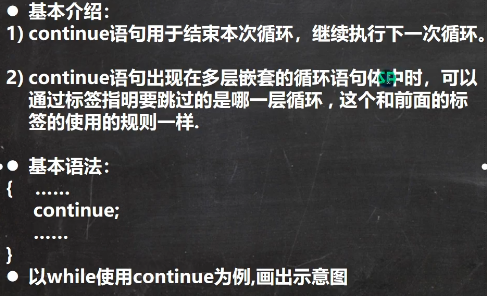 ● 基本介绍：
1) continue语句用于结束本次循环，继续执行下一次循环。
2) continue语句出现在多层嵌套的循环语句体中时，可以
通过标签指明要跳过的是哪一层循环 , 这个和前面的标
签的使用的规则一样.
● 基本语法：
{ ......
continue;
......
}
● 以while使用continue为例,画出示意图